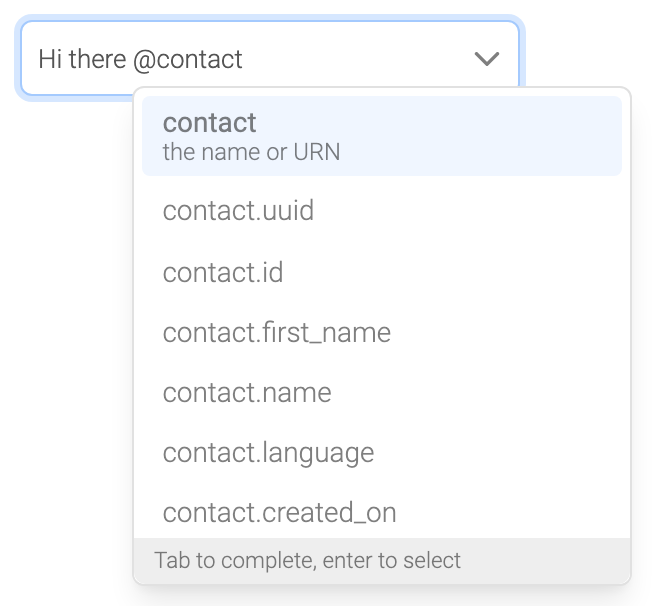 Hi there @contact
contact
the name or URN
contact.uuid
contact.id
contact.first_name
contact.name
contact.language
contact.created_on
Tab to complete, enter to select